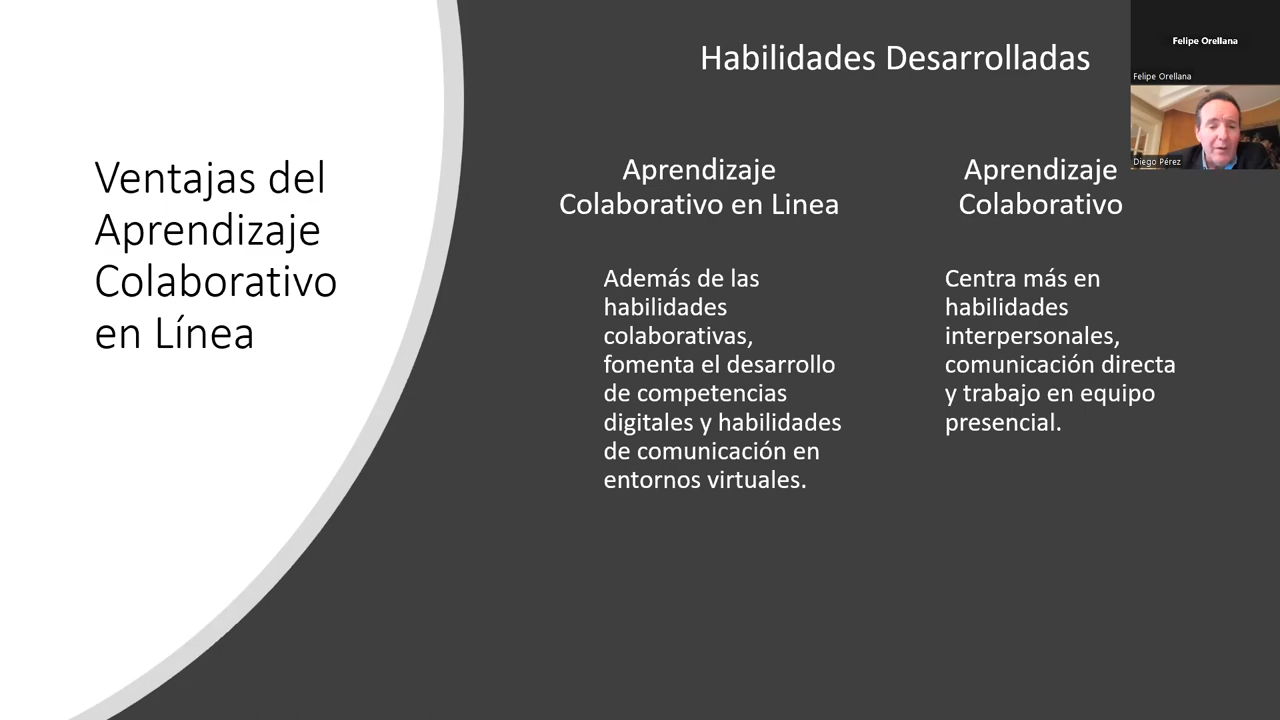 Ventajas del
Aprendizaje
Colaborativo
en Línea
Habilidades Desarrolladas
Aprendizaje
Colaborativo en Linea
Además de las
habilidades
colaborativas,
fomenta el desarrollo
de competencias
digitales y habilidades
de comunicación en
entornos virtuales.
Aprendizaje
Colaborativo
Centra más en
habilidades
interpersonales,
comunicación directa
y trabajo en equipo
presencial.
Felipe Orellana
Felipe Orellana
Diego Pérez